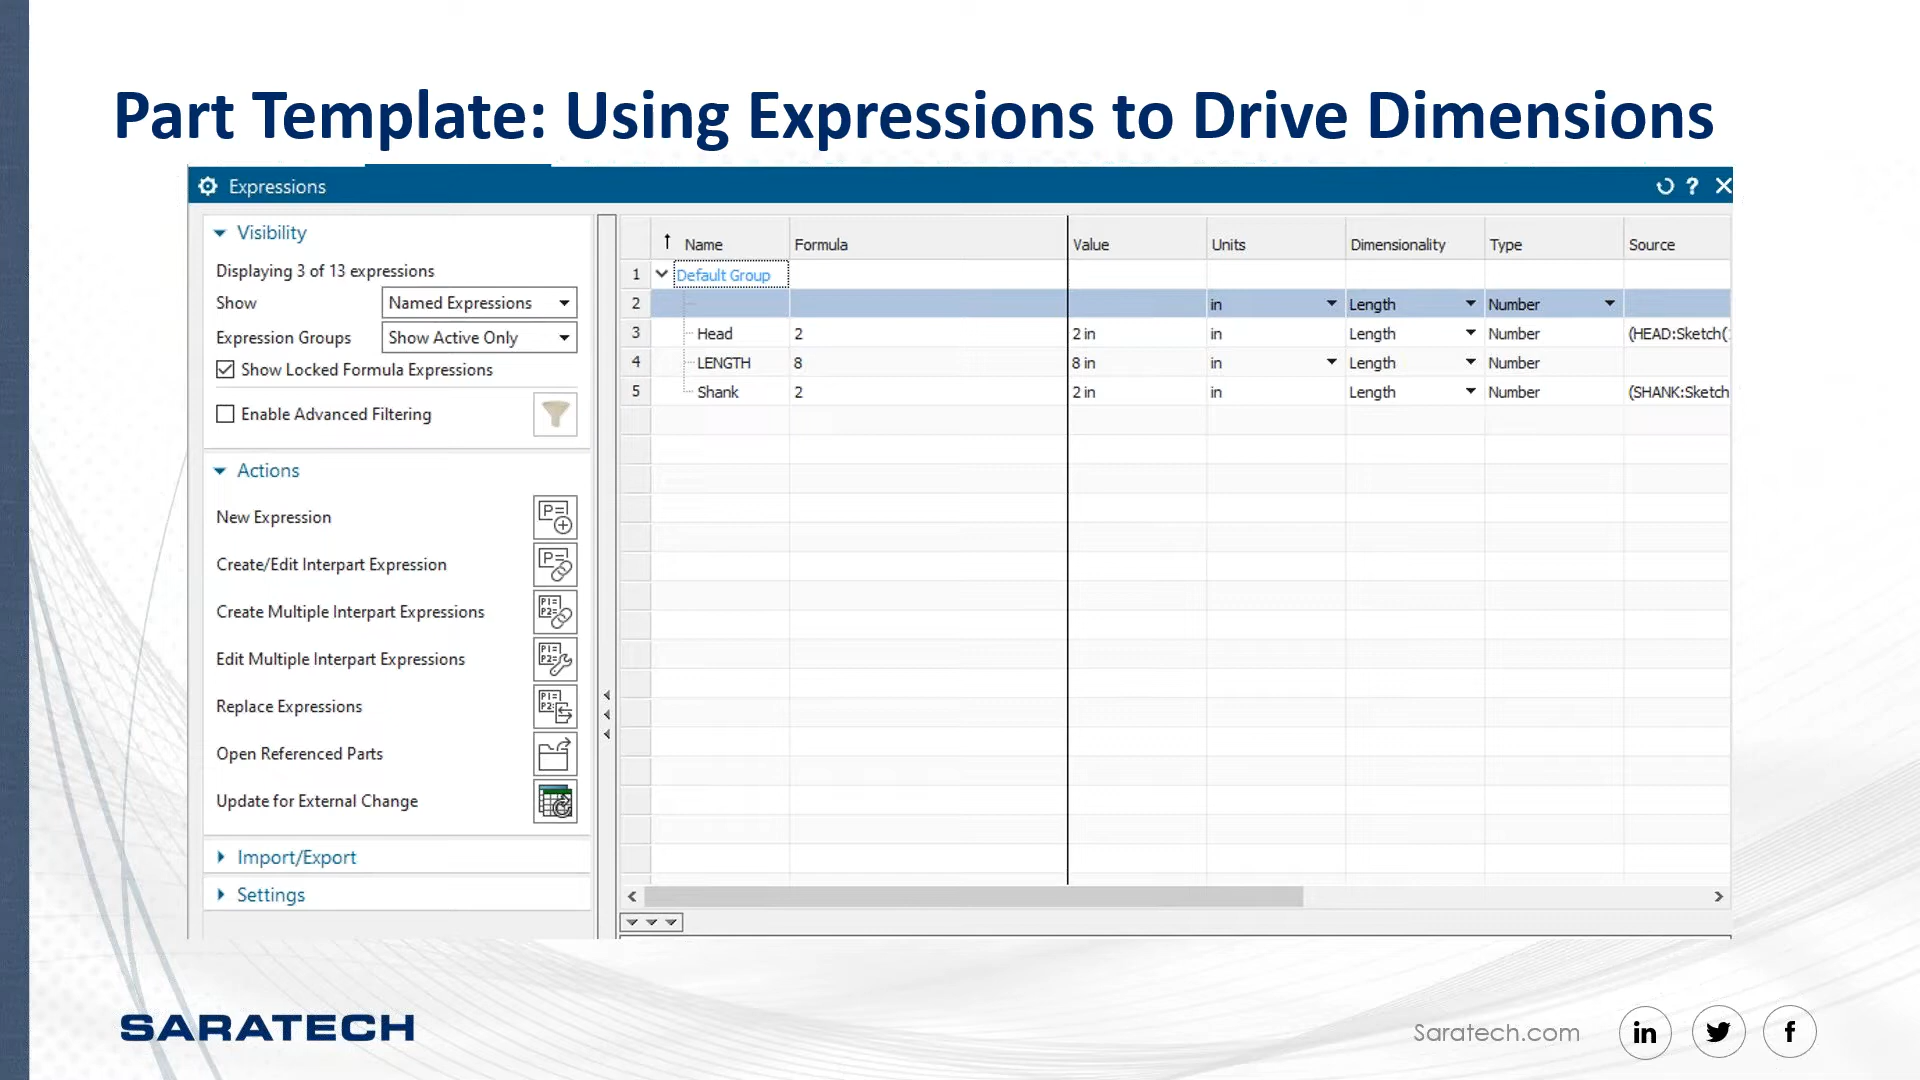 Part Template: Using Expressions to Drive Dimensions
Expressions
Visibility
Displaying 3 of 13 expressions
Show Named Expressions
Expression Groups Show Active Only
Show Locked Formula Expressions
Enable Advanced Filtering
Actions
New Expression
Create/Edit Interpart Expression
Create Multiple Interpart Expressions
Edit Multiple Interpart Expressions
Replace Expressions
Open Referenced Parts
Update for External Change
Import/Export
Settings
Name Formula Value Units Dimensionality Type Source
1 Default Group
2 in Length Number
3 Head 2 2 in in Length Number (HEAD:Sketch(
4 LENGTH 8 8 in in Length Number
5 Shank 2 2 in in Length Number (SHANK:Sketch
SARATECH
Saratech.com